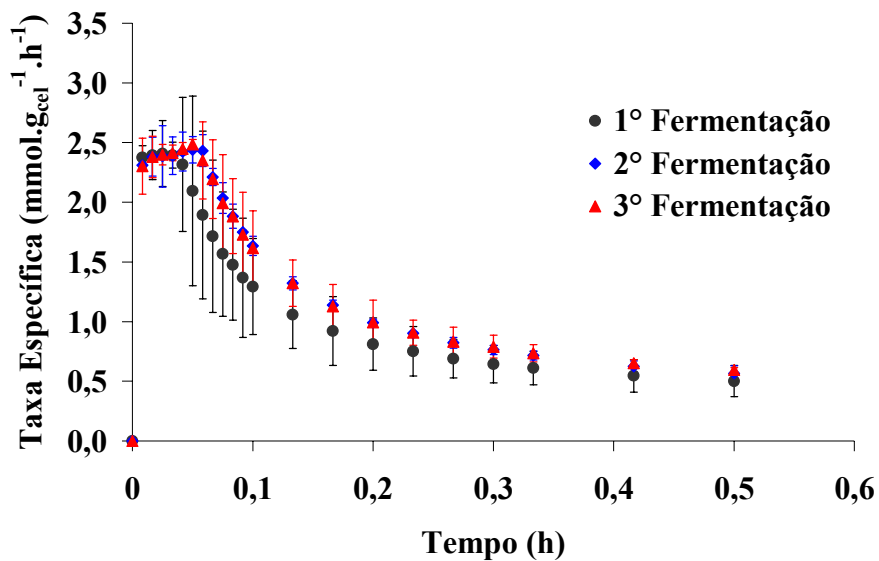 Taxa Específica (mmol.g_cel⁻¹.h⁻¹)
3,5
3,0
2,5
2,0
1,5
1,0
0,5
0,0
0 0,1 0,2 0,3 0,4 0,5 0,6
Tempo (h)
1° Fermentação
2° Fermentação
3° Fermentação